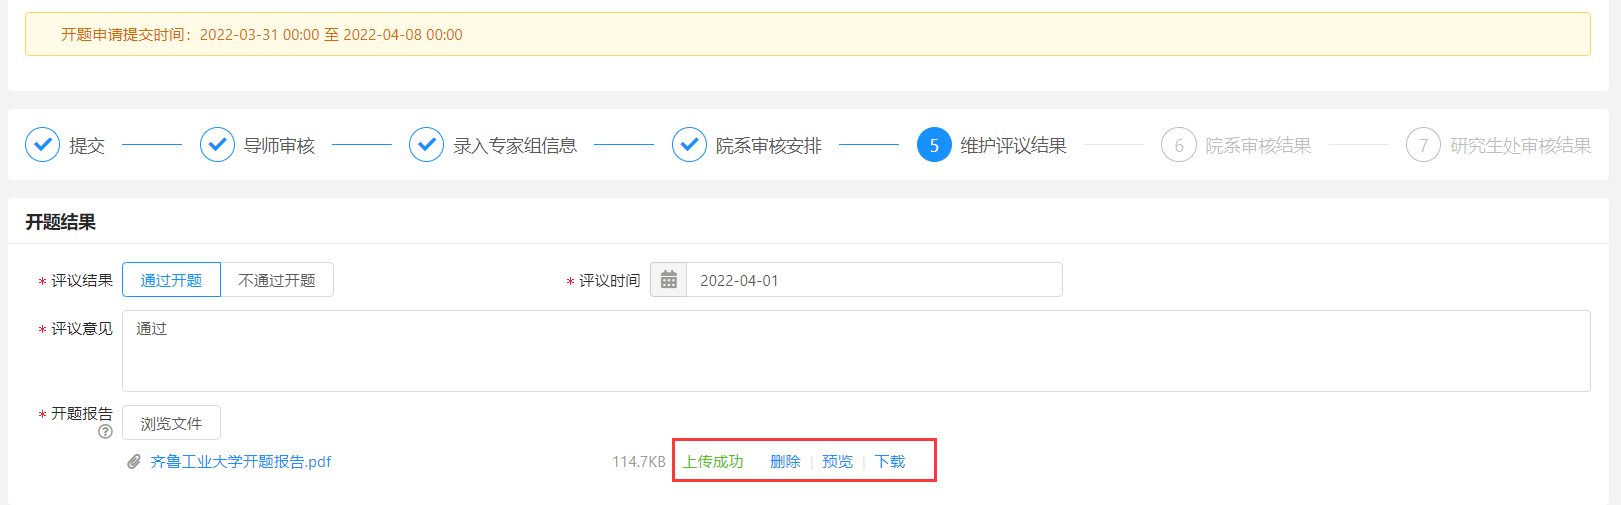 开题申请提交时间：2022-03-31 00:00 至 2022-04-08 00:00
提交 导师审核 录入专家组信息 院系审核安排 5 维护评议结果 6 院系审核结果 7 研究生处审核结果
开题结果
* 评议结果 通过开题 不通过开题 * 评议时间 2022-04-01
* 评议意见 通过
* 开题报告 浏览文件
?
齐鲁工业大学开题报告.pdf 114.7KB 上传成功 删除 | 预览 | 下载